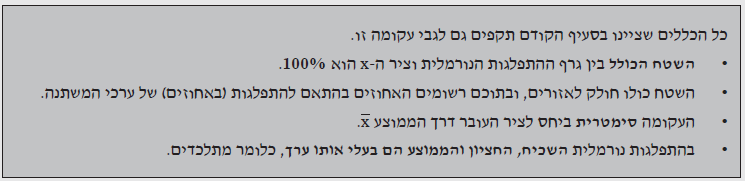 כל הכללים שציינו בסעיף הקודם תקפים גם לגבי עקומה זו.
• השטח הכולל בין גרף ההתפלגות הנורמלית וציר ה-x הוא 100%.
• השטח כולו חולק לאזורים, ובתוכם רשומים האחוזים בהתאם להתפלגות (באחוזים) של ערכי המשתנה.
• העקומה סימטרית ביחס לציר העובר דרך הממוצע x̅.
• בהתפלגות נורמלית השכיח, החציון והממוצע הם בעלי אותו ערך, כלומר מתלכדים.